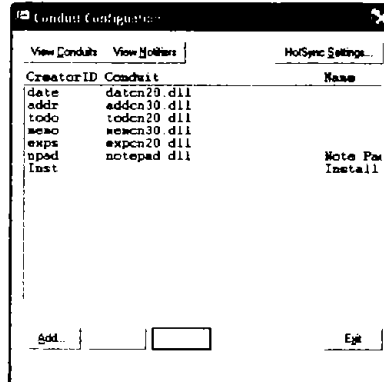 Conduit Configuration
View Conduits View Notifiers HotSync Settings...
CreatorID Conduit Name
date datcn20.dll
addr addcn30.dll
todo todcn20.dll
memo memcn30.dll
exps expcn20.dll
npad notepad.dll Note Pad
Inst Install
Add... Exit